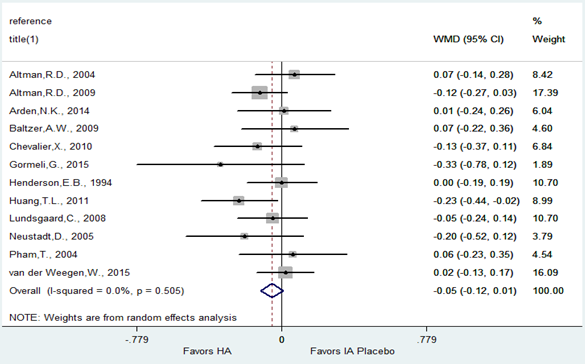 reference %
title(1) WMD (95% CI) Weight
Altman,R.D., 2004 0.07 (-0.14, 0.28) 8.42
Altman,R.D., 2009 -0.12 (-0.27, 0.03) 17.39
Arden,N.K., 2014 0.01 (-0.24, 0.26) 6.04
Baltzer,A.W., 2009 0.07 (-0.22, 0.36) 4.60
Chevalier,X., 2010 -0.13 (-0.37, 0.11) 6.84
Gormeli,G., 2015 -0.33 (-0.78, 0.12) 1.89
Henderson,E.B., 1994 0.00 (-0.19, 0.19) 10.70
Huang,T.L., 2011 -0.23 (-0.44, -0.02) 8.99
Lundsgaard,C., 2008 -0.05 (-0.24, 0.14) 10.70
Neustadt,D., 2005 -0.20 (-0.52, 0.12) 3.79
Pham,T., 2004 0.06 (-0.23, 0.35) 4.54
van der Weegen,W., 2015 0.02 (-0.13, 0.17) 16.09
Overall (I-squared = 0.0%, p = 0.505) -0.05 (-0.12, 0.01) 100.00
NOTE: Weights are from random effects analysis
-.779 0 .779
Favors HA Favors IA Placebo